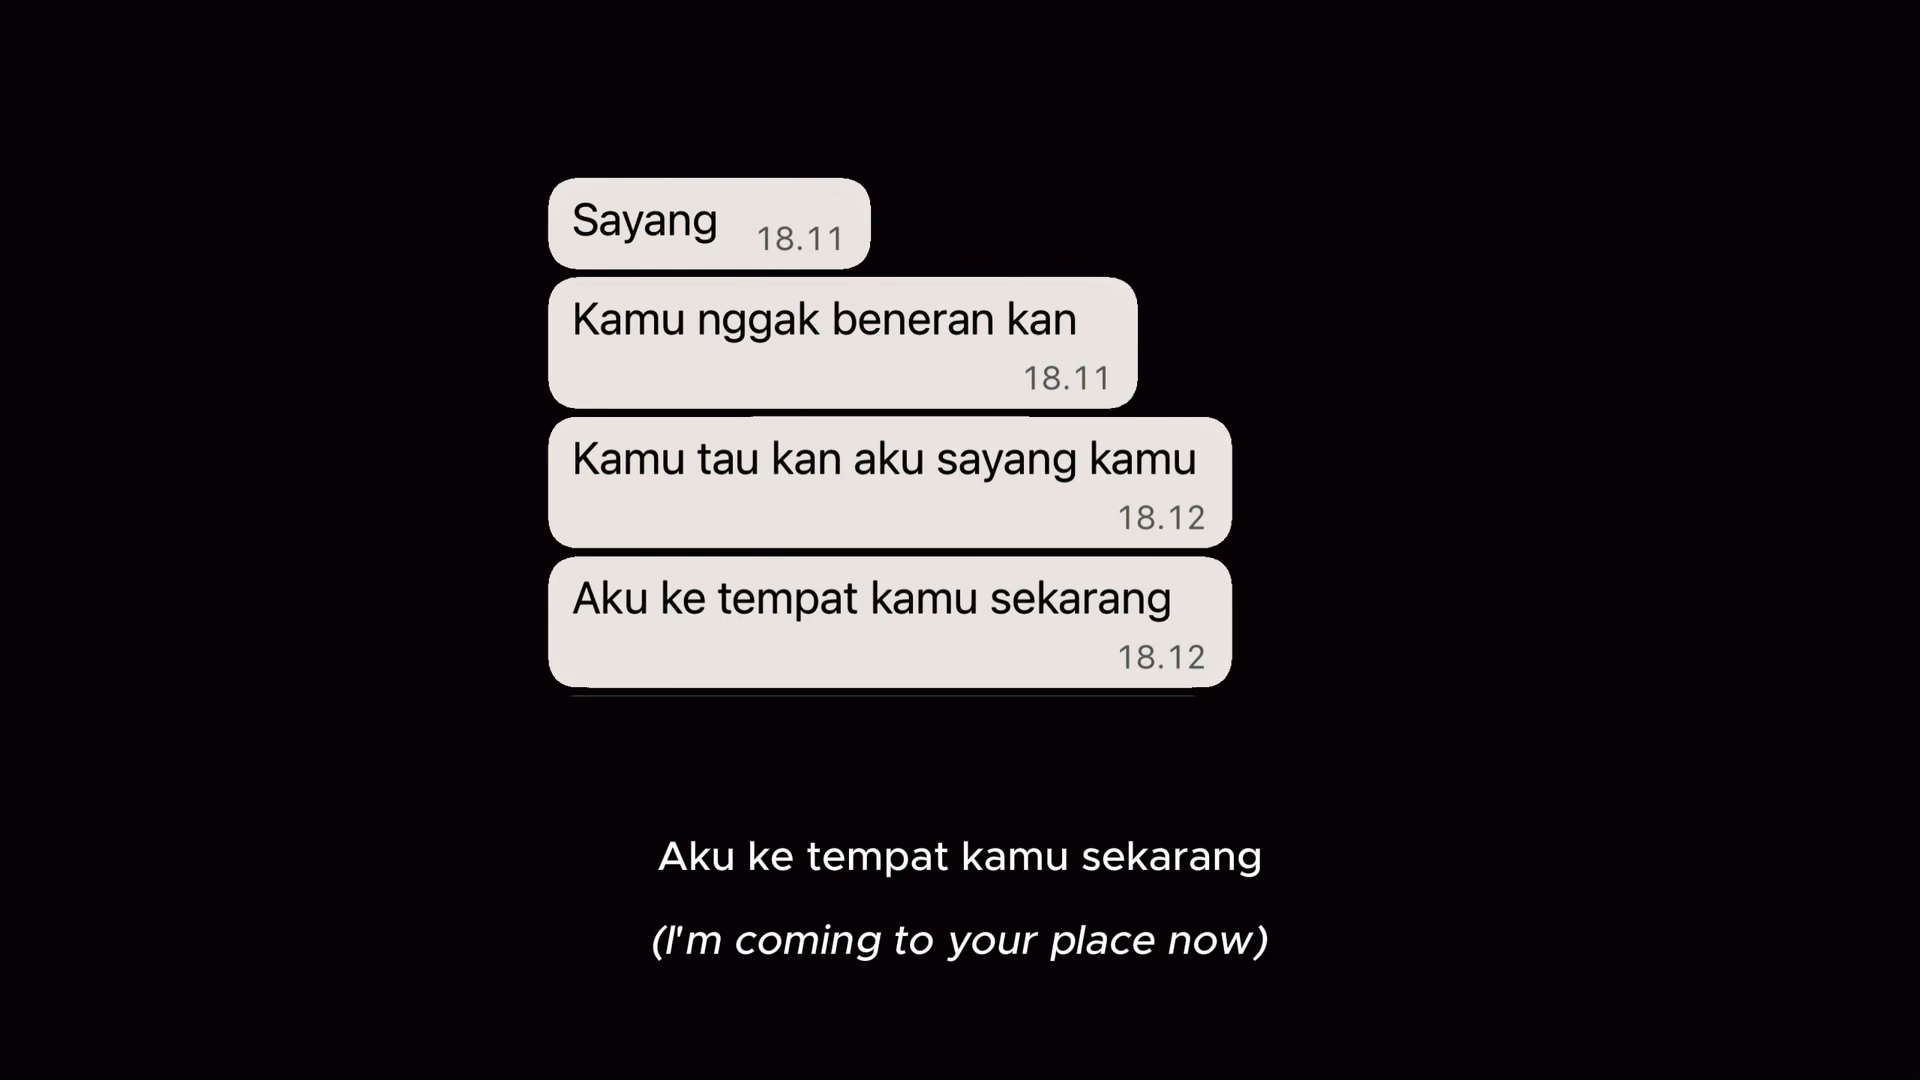 Sayang
18.11
Kamu nggak beneran kan
18.11
Kamu tau kan aku sayang kamu
18.12
Aku ke tempat kamu sekarang
18.12
Aku ke tempat kamu sekarang
(I'm coming to your place now)